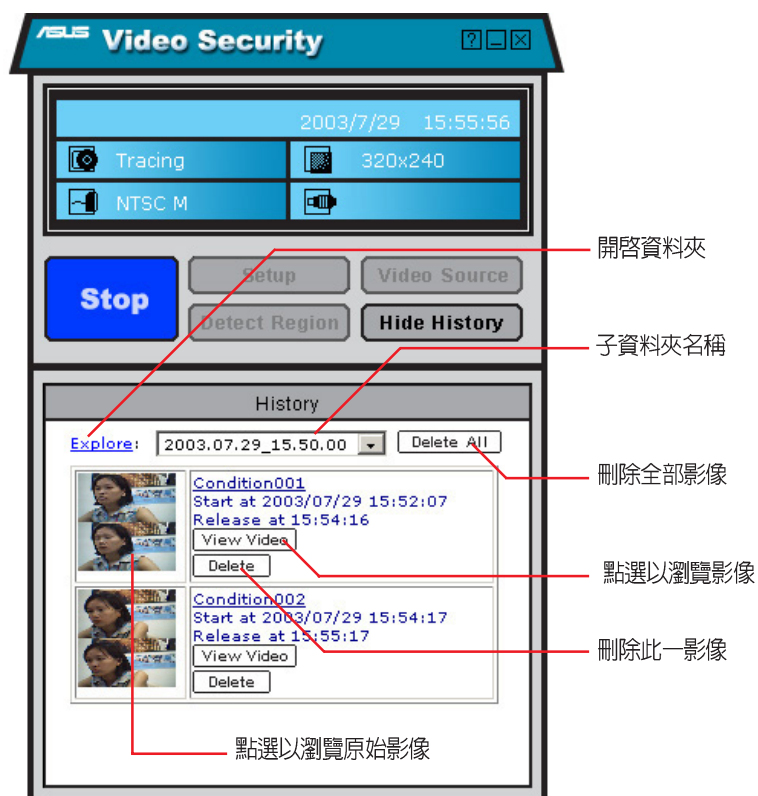 ASUS Video Security
2003/7/29 15:55:56
Tracing 320x240
NTSC M
開啓資料夾
Stop
Setup
Video Source
Detect Region
Hide History
子資料夾名稱
History
Explore: 2003.07.29_15.50.00 Delete All
刪除全部影像
Condition001
Start at 2003/07/29 15:52:07
Release at 15:54:16
View Video
Delete
點選以瀏覽影像
Condition002
Start at 2003/07/29 15:54:17
Release at 15:55:17
View Video
Delete
刪除此一影像
點選以瀏覽原始影像